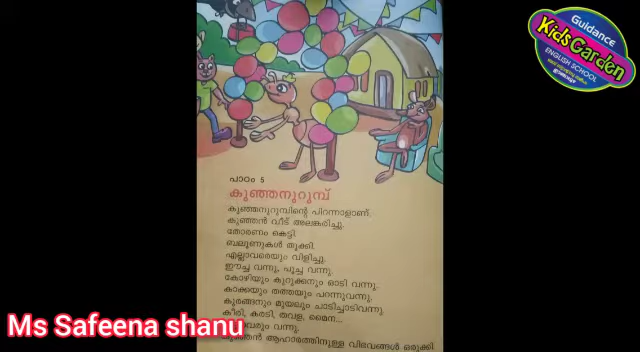 Guidance
Kids Garden
ENGLISH SCHOOL
പാഠം 5
കുഞ്ഞനുറുമ്പ്
കുഞ്ഞനുറുമ്പിന്റെ പിറന്നാളാണ്.
കുഞ്ഞൻ വീട് അലങ്കരിച്ചു.
തോരണം കെട്ടി.
ബലൂണുകൾ തൂക്കി.
എല്ലാവരെയും വിളിച്ചു.
ഈച്ച വന്നു, പൂച്ച വന്നു.
കോഴിയും കുറുക്കനും ഓടി വന്നു.
കാക്കയും തത്തയും പറന്നുവന്നു.
കുരങ്ങനും മുയലും പാടിച്ചാടിവന്നു.
കീരി, കരടി, തവള, മൈന...
വന്നു.
ആഹാരത്തിനുള്ള വിഭവങ്ങൾ ഒരുക്കി.
Ms Safeena shanu